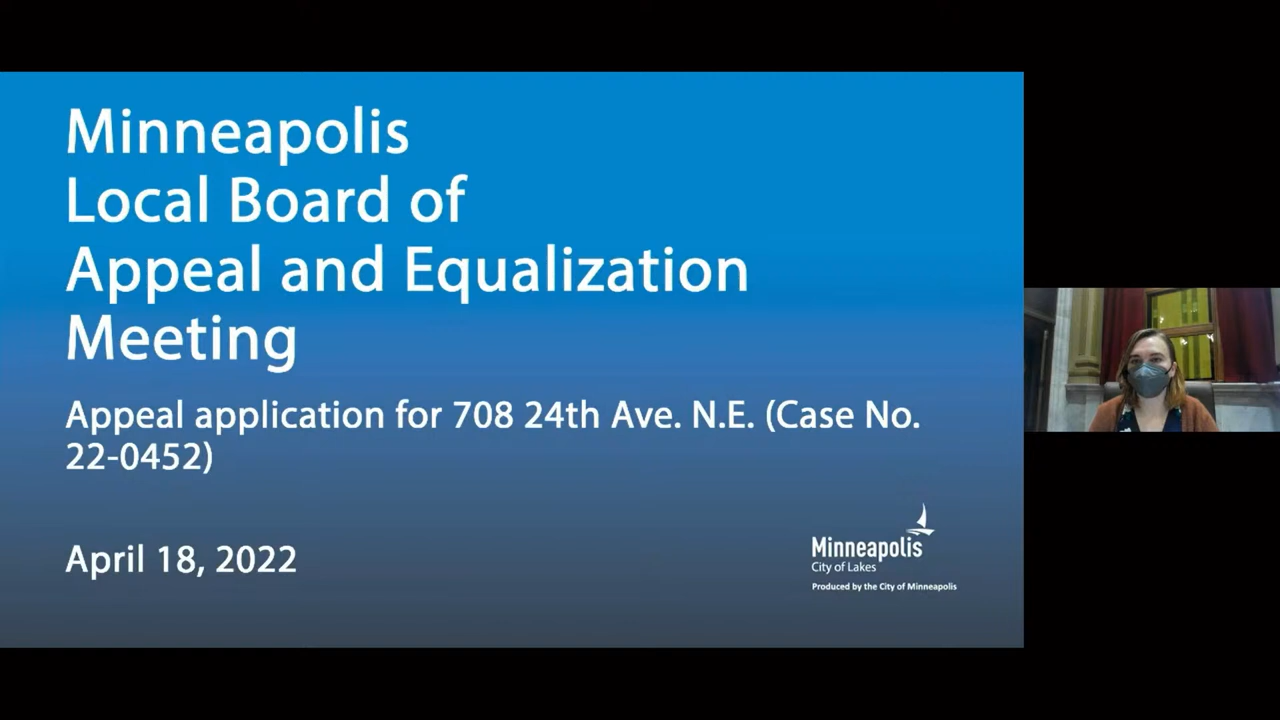 Minneapolis
Local Board of
Appeal and Equalization
Meeting
Appeal application for 708 24th Ave. N.E. (Case No.
22-0452)
April 18, 2022
Minneapolis
City of Lakes
Produced by the City of Minneapolis